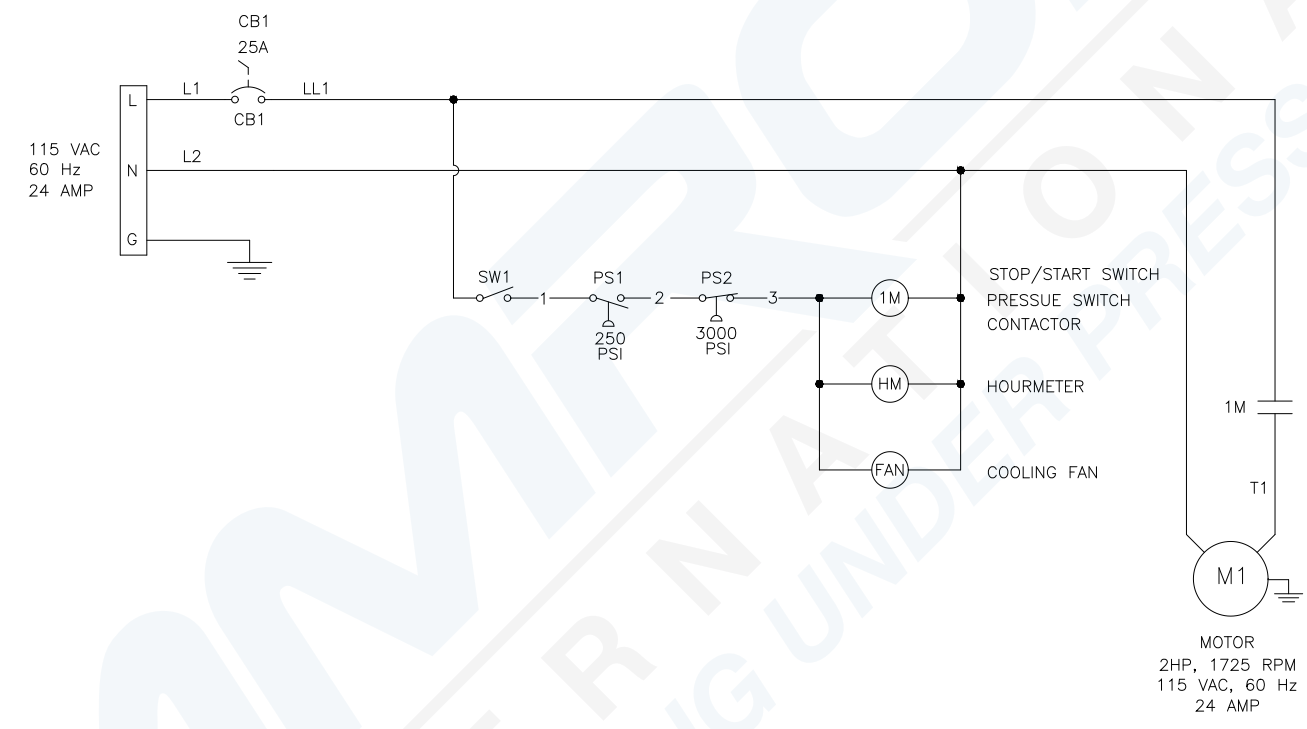 CB1
25A
L1
LL1
CB1
L
115 VAC
60 Hz
24 AMP
L2
N
G
SW1
PS1
PS2
1
2
3
250
PSI
3000
PSI
1M
HM
FAN
STOP/START SWITCH
PRESSUE SWITCH
CONTACTOR
HOURMETER
COOLING FAN
1M
T1
M1
MOTOR
2HP, 1725 RPM
115 VAC, 60 Hz
24 AMP